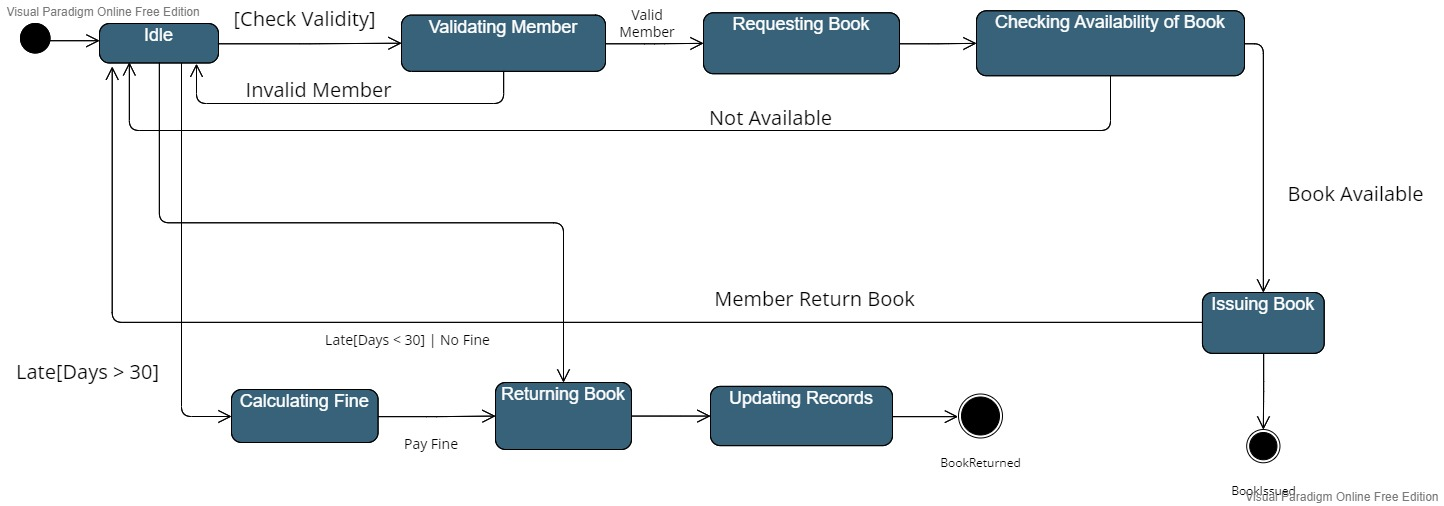 Visual Paradigm Online Free Edition
Idle
[Check Validity]
Validating Member
Valid
Member
Requesting Book
Checking Availability of Book
Invalid Member
Not Available
Book Available
Member Return Book
Issuing Book
Late[Days < 30] | No Fine
Late[Days > 30]
Calculating Fine
Pay Fine
Returning Book
Updating Records
BookReturned
BookIssued
Visual Paradigm Online Free Edition